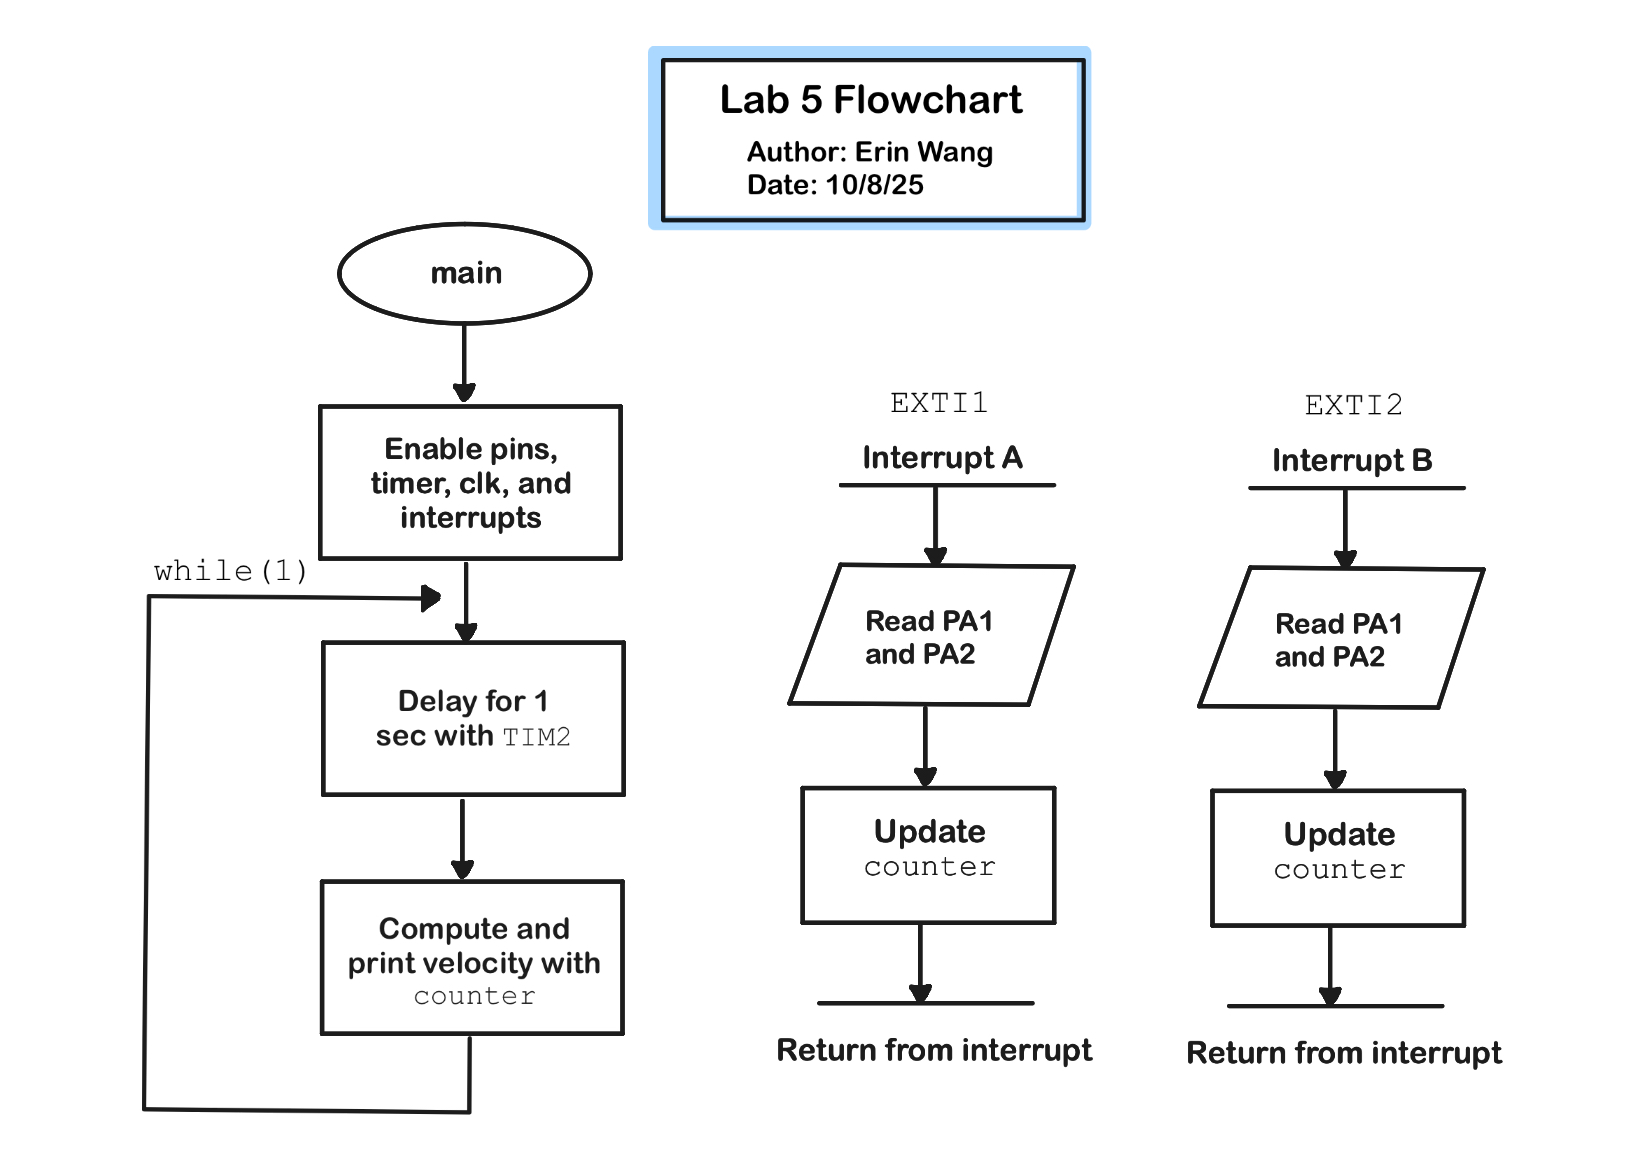 Lab 5 Flowchart
Author: Erin Wang
Date: 10/8/25
main
Enable pins,
timer, clk, and
interrupts
while(1)
Delay for 1
sec with TIM2
Compute and
print velocity with
counter
EXTI1
Interrupt A
Read PA1
and PA2
Update
counter
Return from interrupt
EXTI2
Interrupt B
Read PA1
and PA2
Update
counter
Return from interrupt